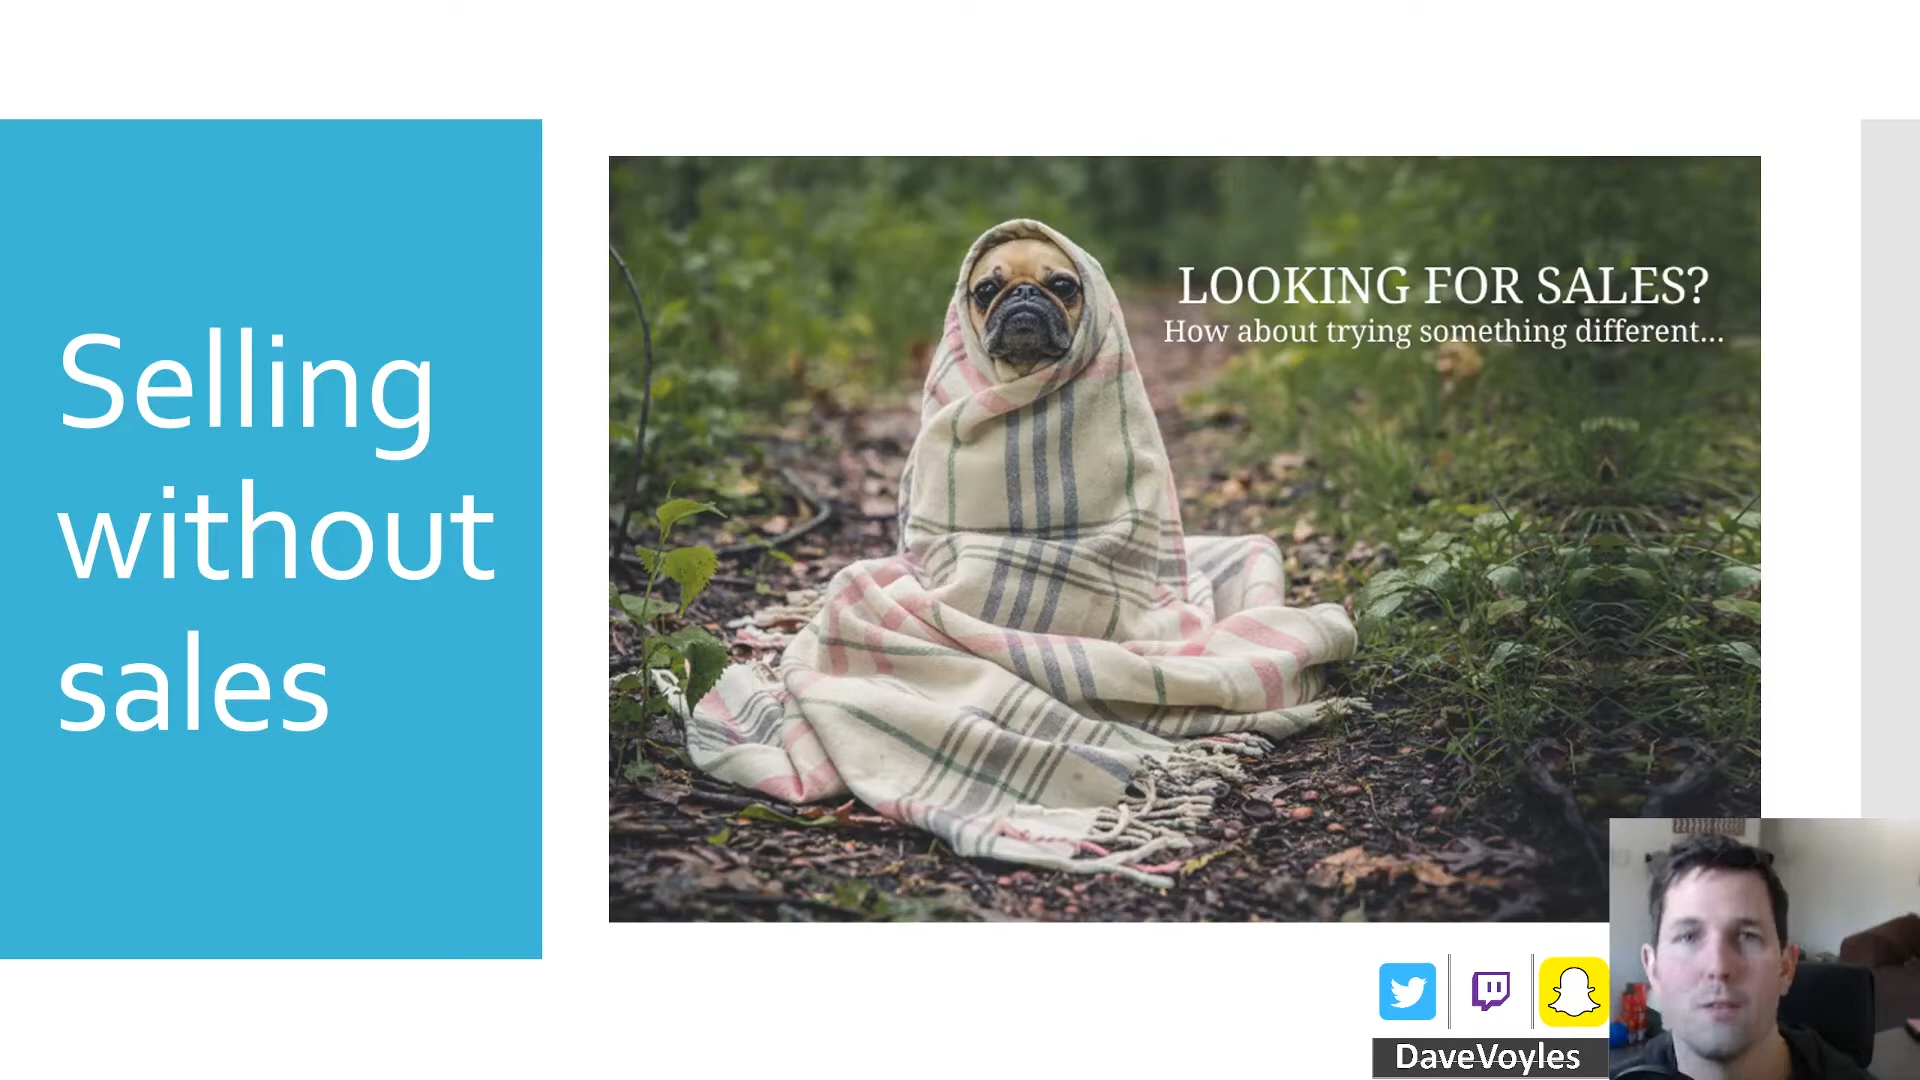 Selling
without
sales
LOOKING FOR SALES?
How about trying something different...
DaveVoyles